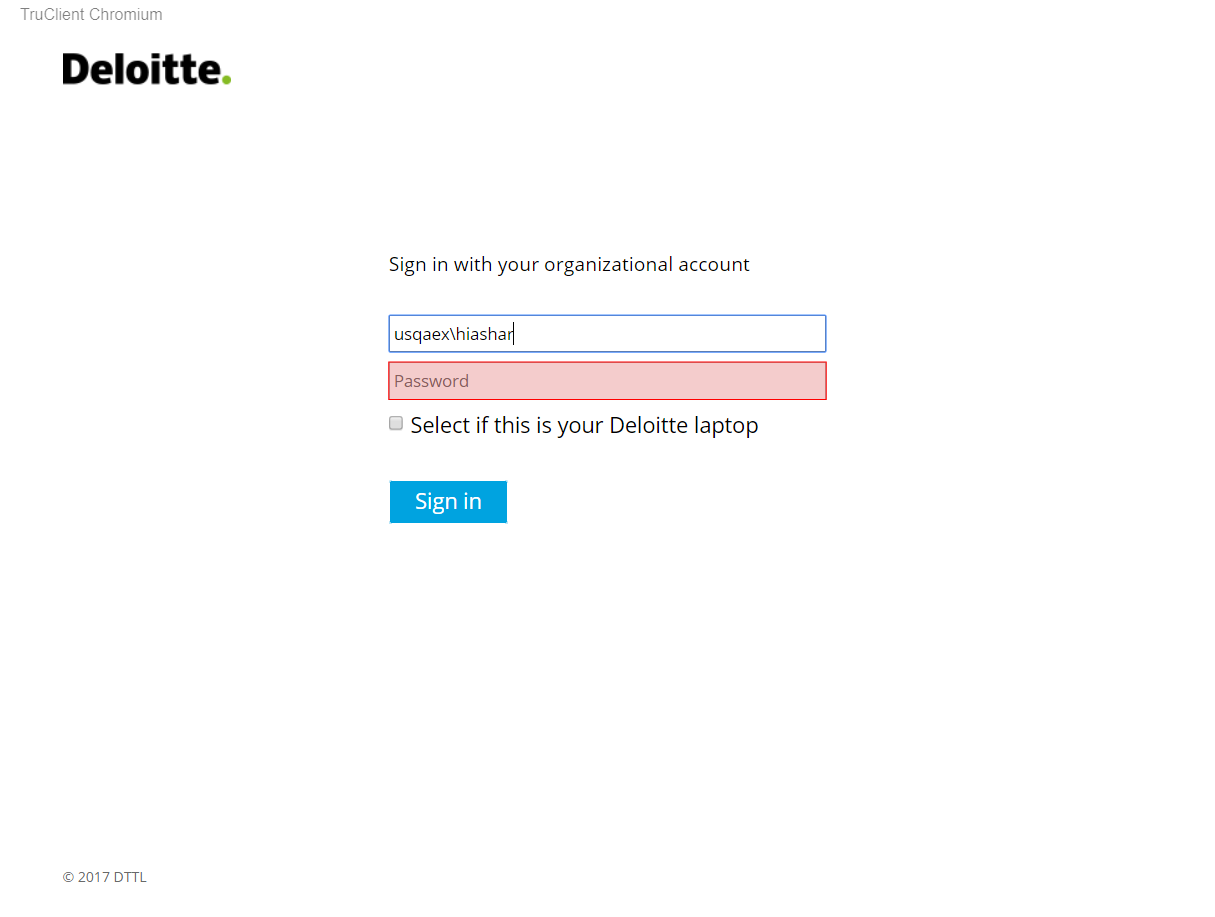 TruClient Chromium
Deloitte.
Sign in with your organizational account
usqaex\hiashar
Password
Select if this is your Deloitte laptop
Sign in
© 2017 DTTL